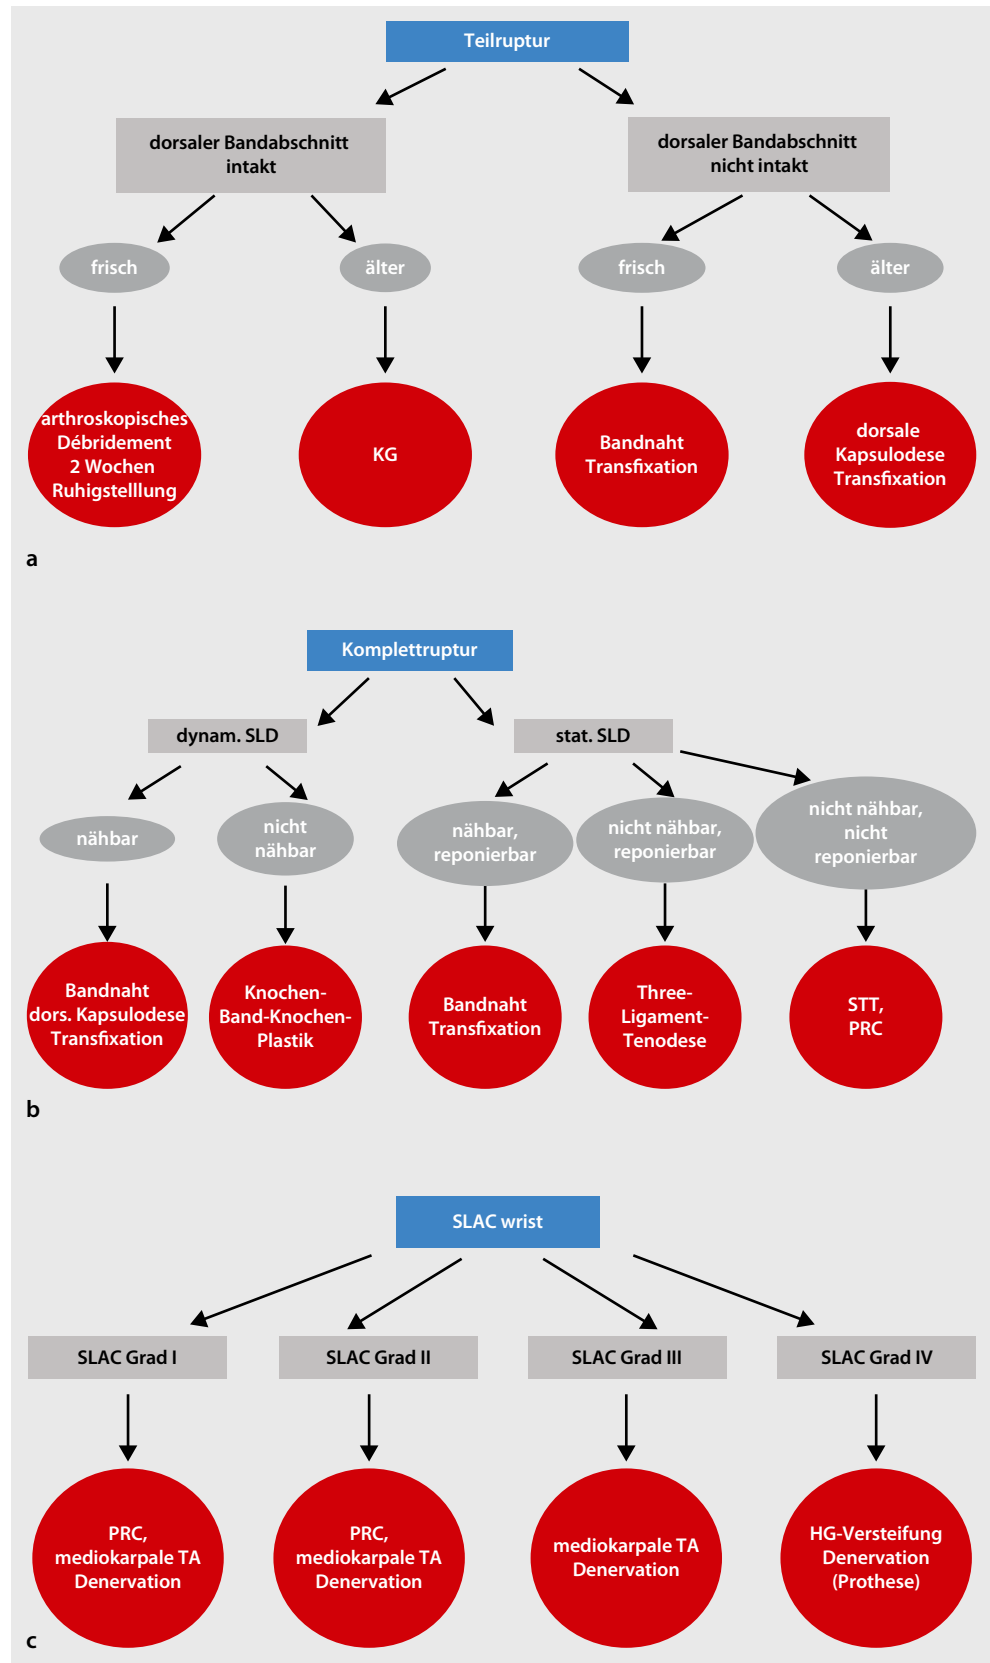 Teilruptur
dorsaler Bandabschnitt
intakt
dorsaler Bandabschnitt
nicht intakt
frisch
älter
frisch
älter
arthroskopisches
Débridement
2 Wochen
Ruhigstelllung
KG
Bandnaht
Transfixation
dorsale
Kapsulodese
Transfixation
a
Komplettruptur
dynam. SLD
stat. SLD
nähbar
nicht
nähbar
nähbar,
reponierbar
nicht nähbar,
reponierbar
nicht nähbar,
nicht
reponierbar
Bandnaht
dors. Kapsulodese
Transfixation
Knochen-
Band-Knochen-
Plastik
Bandnaht
Transfixation
Three-
Ligament-
Tenodese
STT,
PRC
b
SLAC wrist
SLAC Grad I
SLAC Grad II
SLAC Grad III
SLAC Grad IV
PRC,
mediokarpale TA
Denervation
PRC,
mediokarpale TA
Denervation
mediokarpale TA
Denervation
HG-Versteifung
Denervation
(Prothese)
c